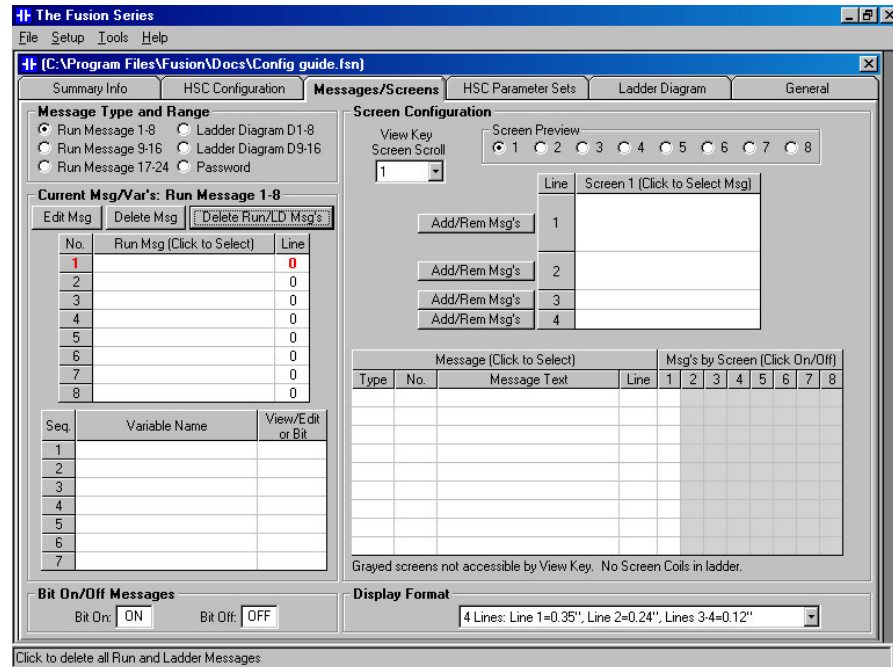 The Fusion Series
File Setup Tools Help
(C:\Program Files\Fusion\Docs\Config guide.fsn)
Summary Info HSC Configuration Messages/Screens HSC Parameter Sets Ladder Diagram General
Message Type and Range
Run Message 1-8 Ladder Diagram D1-8
Run Message 9-16 Ladder Diagram D9-16
Run Message 17-24 Password
Current Msg/Var's: Run Message 1-8
Edit Msg Delete Msg Delete Run/LD Msg's
No. Run Msg (Click to Select) Line
1 0
2 0
3 0
4 0
5 0
6 0
7 0
8 0
Seq. Variable Name View/Edit or Bit
1
2
3
4
5
6
7
Bit On/Off Messages
Bit On: ON Bit Off: OFF
Screen Configuration
View Key
Screen Scroll
1
Screen Preview
1 2 3 4 5 6 7 8
Line Screen 1 (Click to Select Msg)
Add/Rem Msg's 1
Add/Rem Msg's 2
Add/Rem Msg's 3
Add/Rem Msg's 4
Message (Click to Select) Msg's by Screen (Click On/Off)
Type No. Message Text Line 1 2 3 4 5 6 7 8
Grayed screens not accessible by View Key. No Screen Coils in ladder.
Display Format
4 Lines: Line 1=0.35", Line 2=0.24", Lines 3-4=0.12"
Click to delete all Run and Ladder Messages